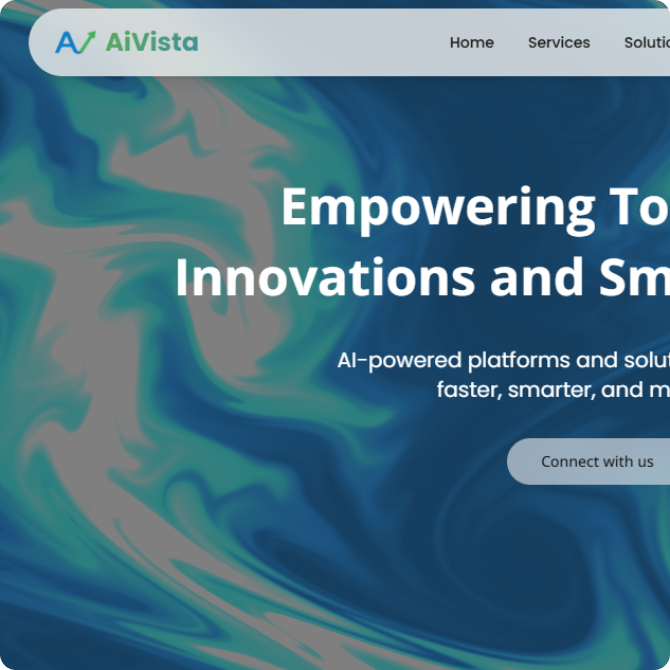 AiVista
Home Services Solutio
Empowering To
Innovations and Sm
AI-powered platforms and solut
faster, smarter, and m
Connect with us